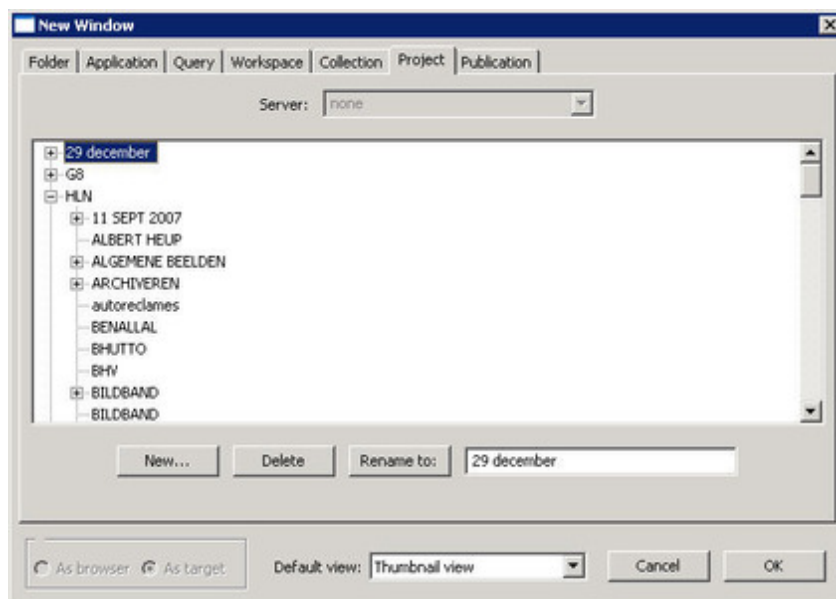 New Window
Folder Application Query Workspace Collection Project Publication
Server: none
29 december
G8
HLN
11 SEPT 2007
ALBERT HEUP
ALGEMENE BEELDEN
ARCHIVEREN
autoreclames
BENALLAL
BHUTTO
BHV
BILDBAND
BILDBAND
New... Delete Rename to: 29 december
As browser As target Default view: Thumbnail view Cancel OK